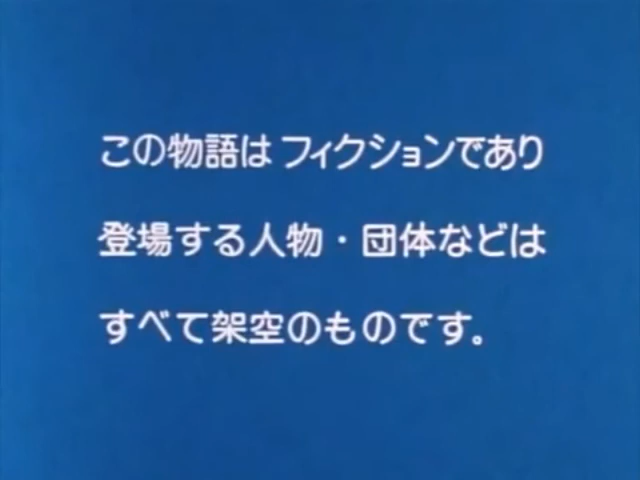 この物語はフィクションであり
登場する人物・団体などは
すべて架空のものです。